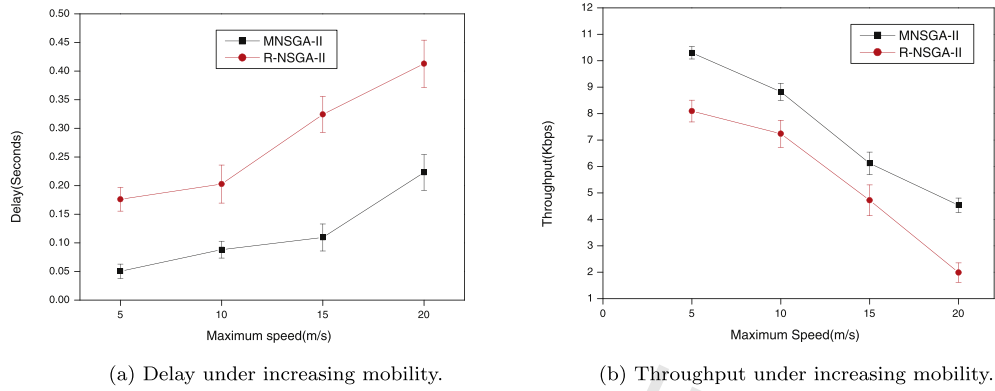 0.50
0.45
0.40
0.35
0.30
0.25
0.20
0.15
0.10
0.05
0.00
Delay(Seconds)
MNSGA-II
R-NSGA-II
5 10 15 20
Maximum speed(m/s)
(a) Delay under increasing mobility.
12
11
10
9
8
7
6
5
4
3
2
1
Throughput(Kbps)
MNSGA-II
R-NSGA-II
0 5 10 15 20
Maximum Speed(m/s)
(b) Throughput under increasing mobility.